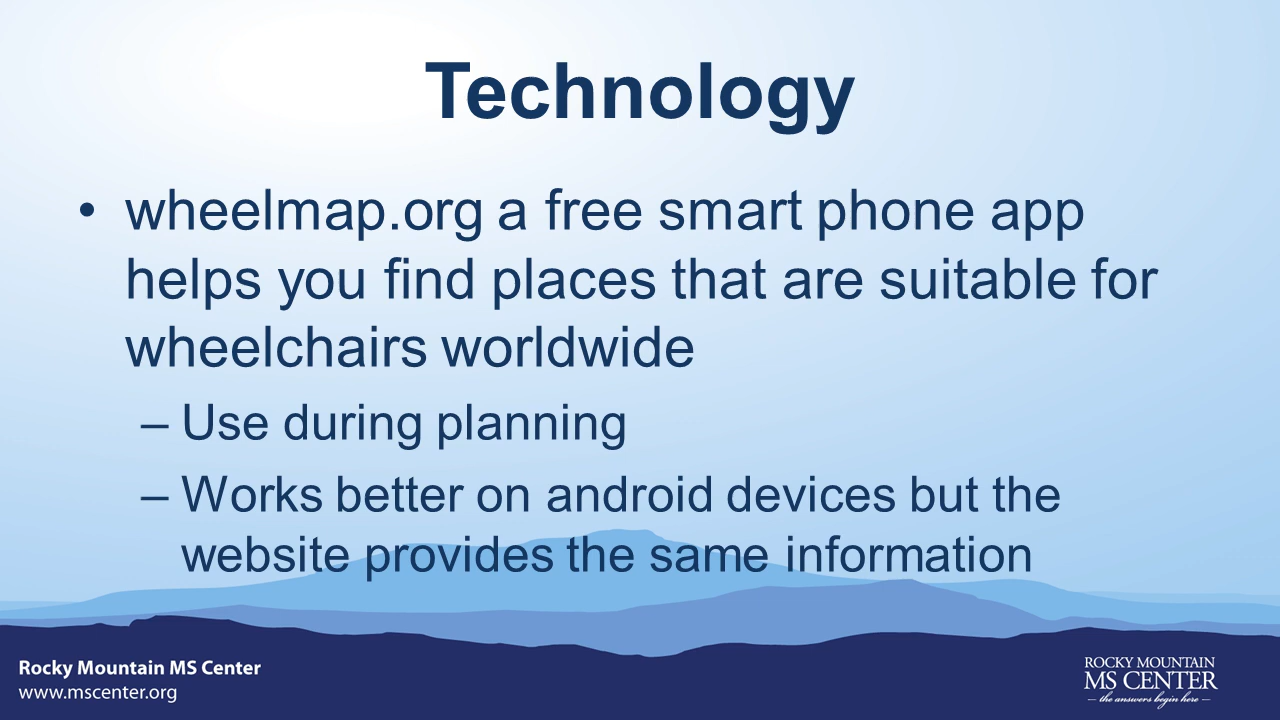 Technology
• wheelmap.org a free smart phone app
helps you find places that are suitable for
wheelchairs worldwide
– Use during planning
– Works better on android devices but the
website provides the same information
Rocky Mountain MS Center
www.mscenter.org
ROCKY MOUNTAIN
MS CENTER
— the answers begin here —